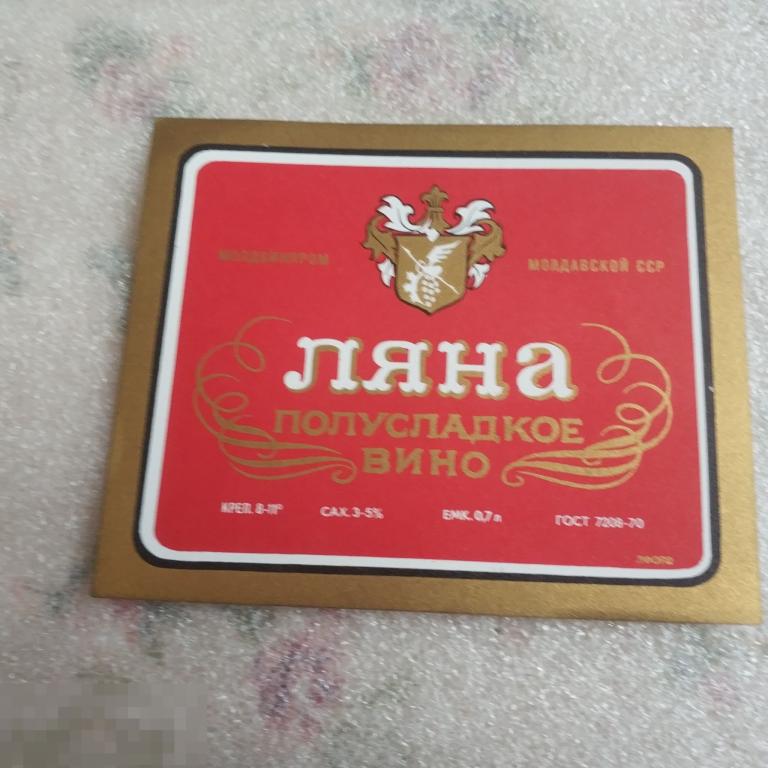 МОЛДВИНПРОМ
МОЛДАВСКОЙ ССР
ЛЯНА
ПОЛУСЛАДКОЕ
ВИНО
КРЕП. 8-11° САХ. 3-5% ЕМК. 0,7 л ГОСТ 7208-70